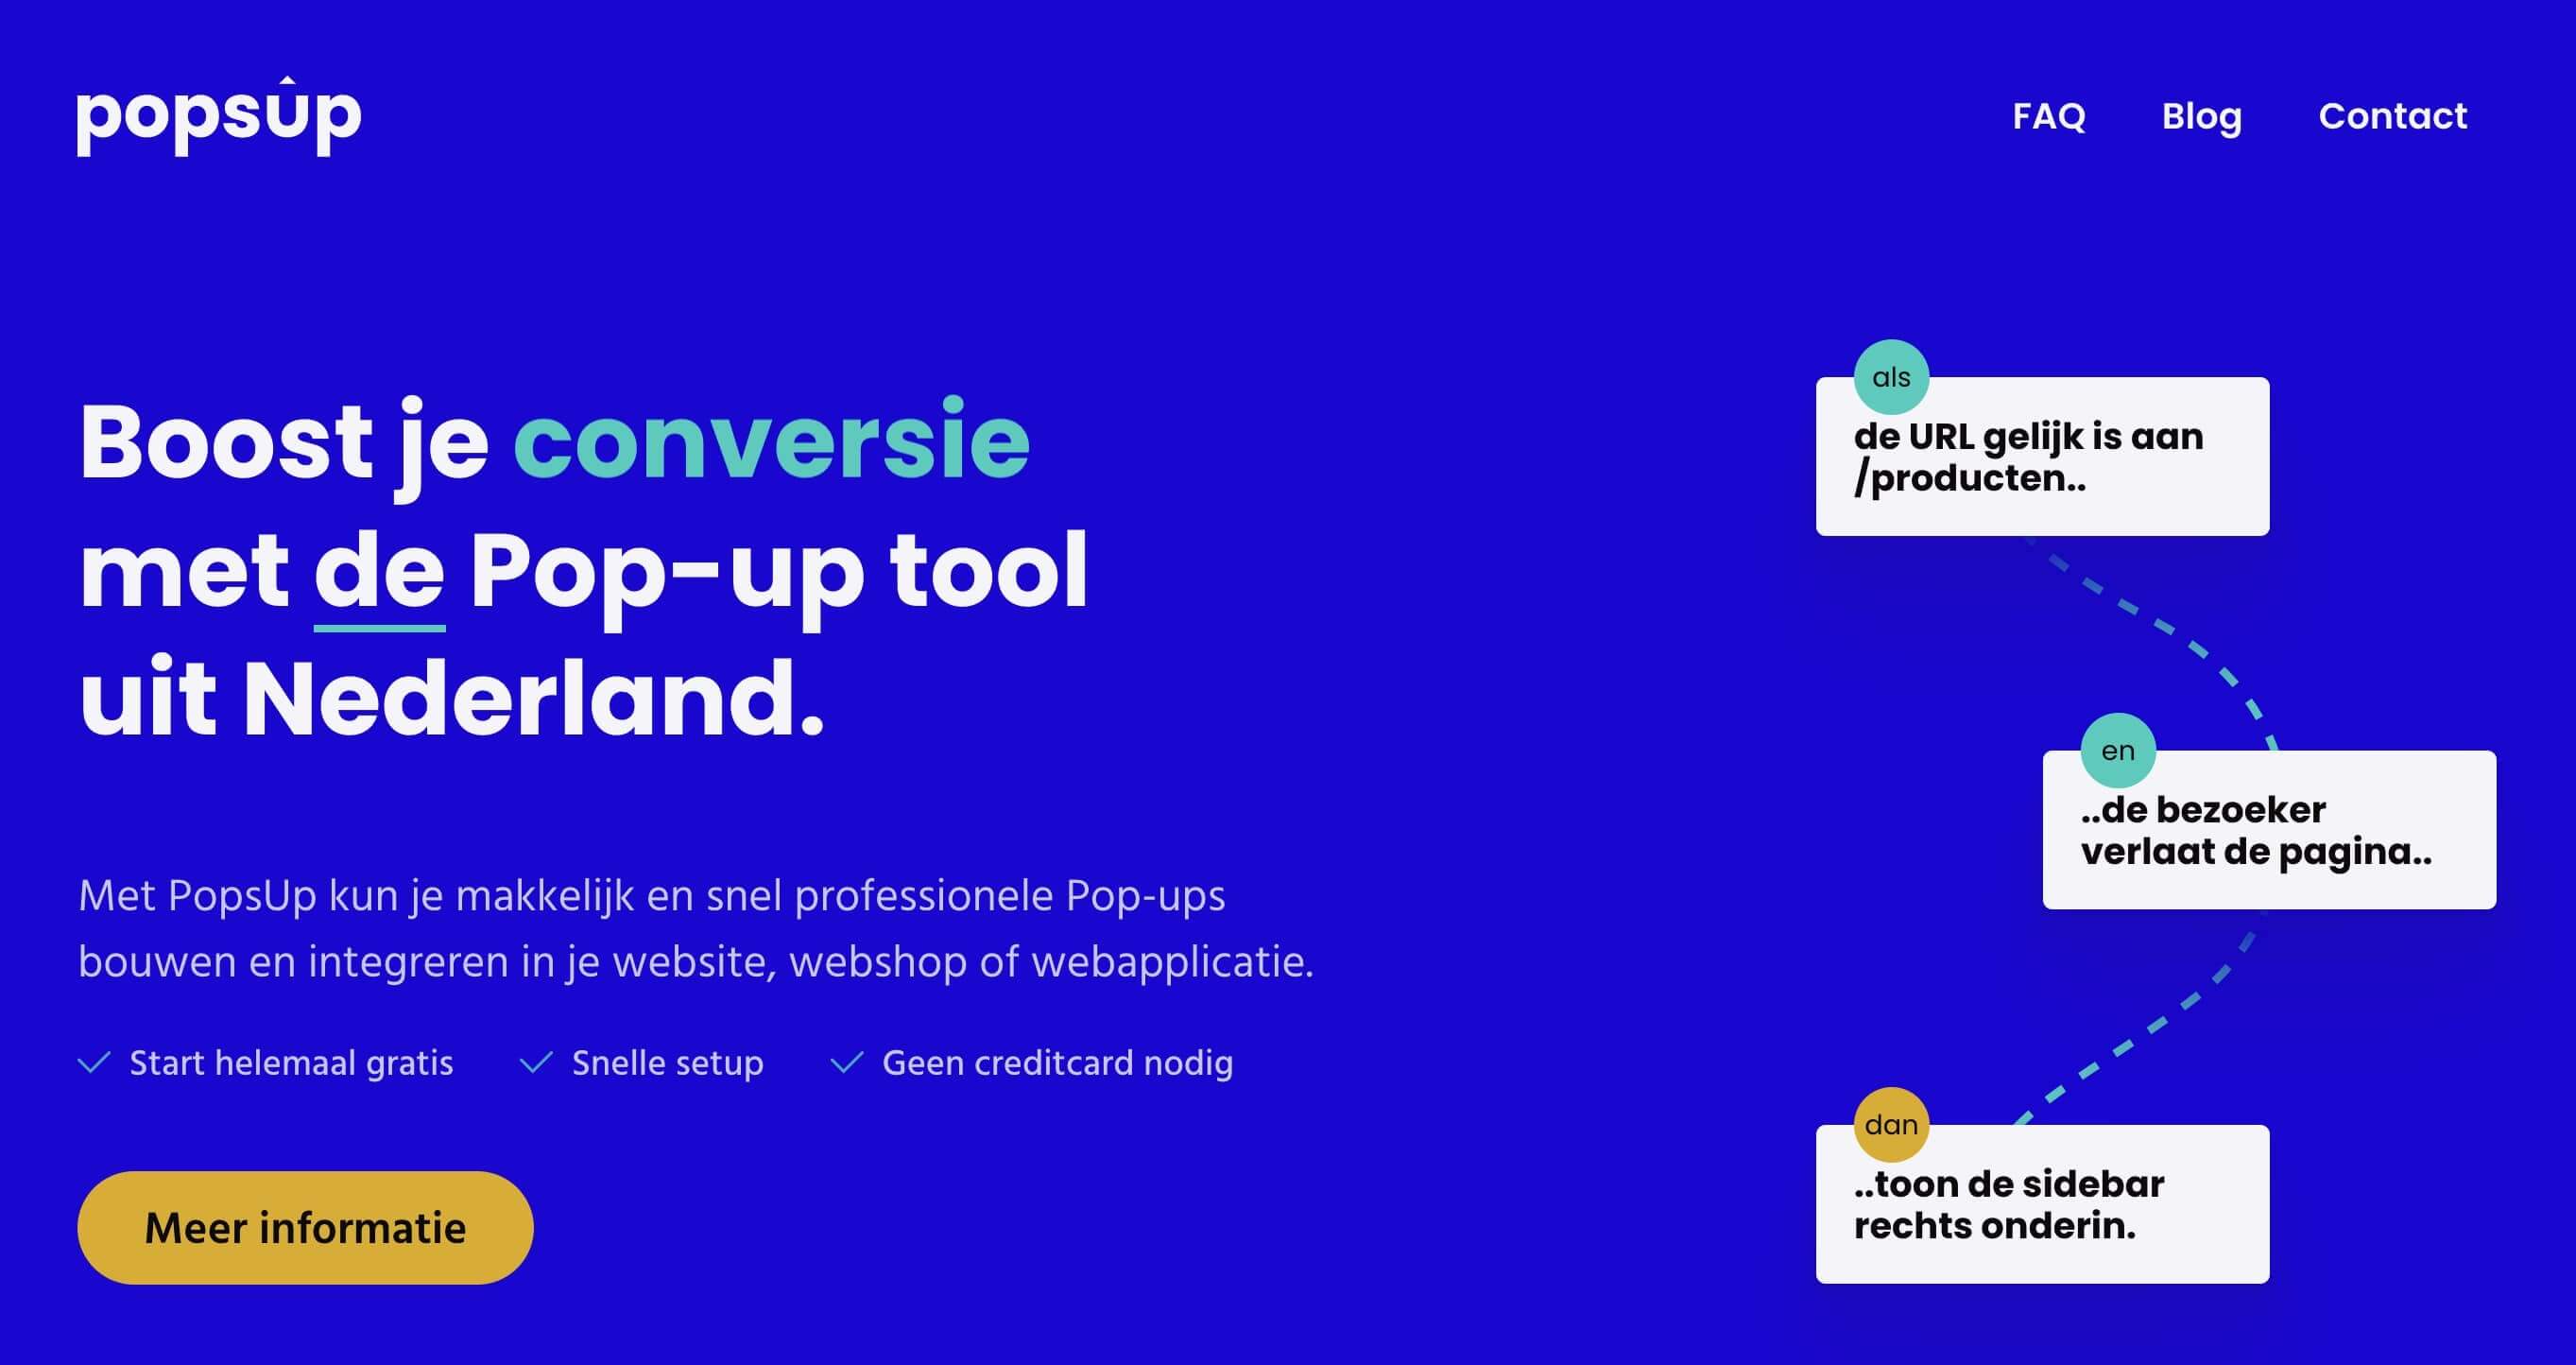 popsûp
FAQ
Blog
Contact
Boost je conversie
met de Pop-up tool
uit Nederland.
Met PopsUp kun je makkelijk en snel professionele Pop-ups
bouwen en integreren in je website, webshop of webapplicatie.
Start helemaal gratis
Snelle setup
Geen creditcard nodig
Meer informatie
als
de URL gelijk is aan
/producten..
en
..de bezoeker
verlaat de pagina..
dan
..toon de sidebar
rechts onderin.